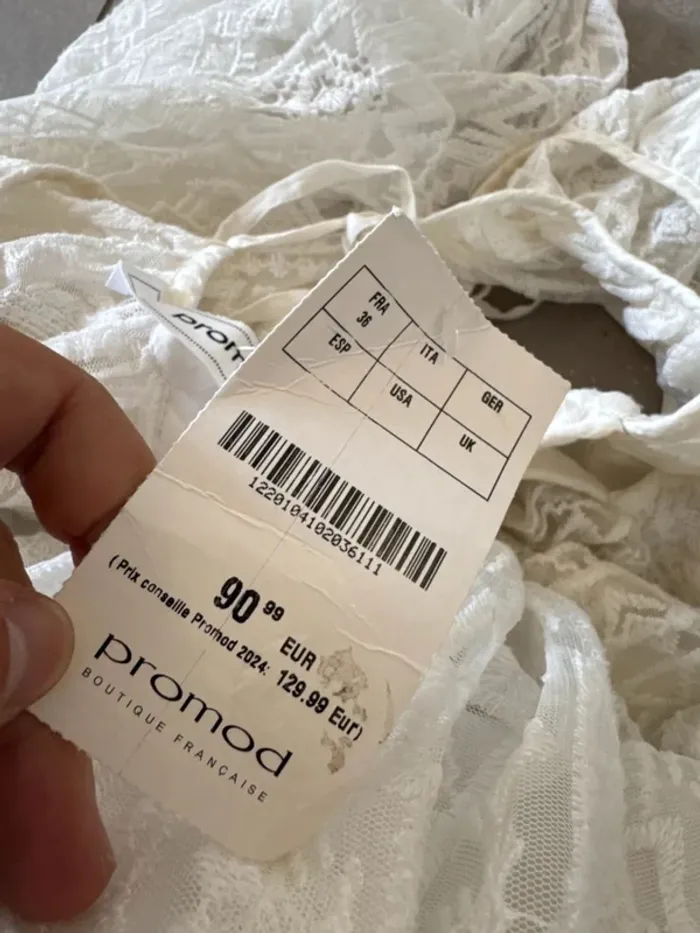 prom
FRA
36
ITA
GER
ESP
USA
UK
1220104102036111
90 99
EUR
(Prix conseille Promod 2024: 129.99 Eur)
promod
BOUTIQUE FRANÇAISE